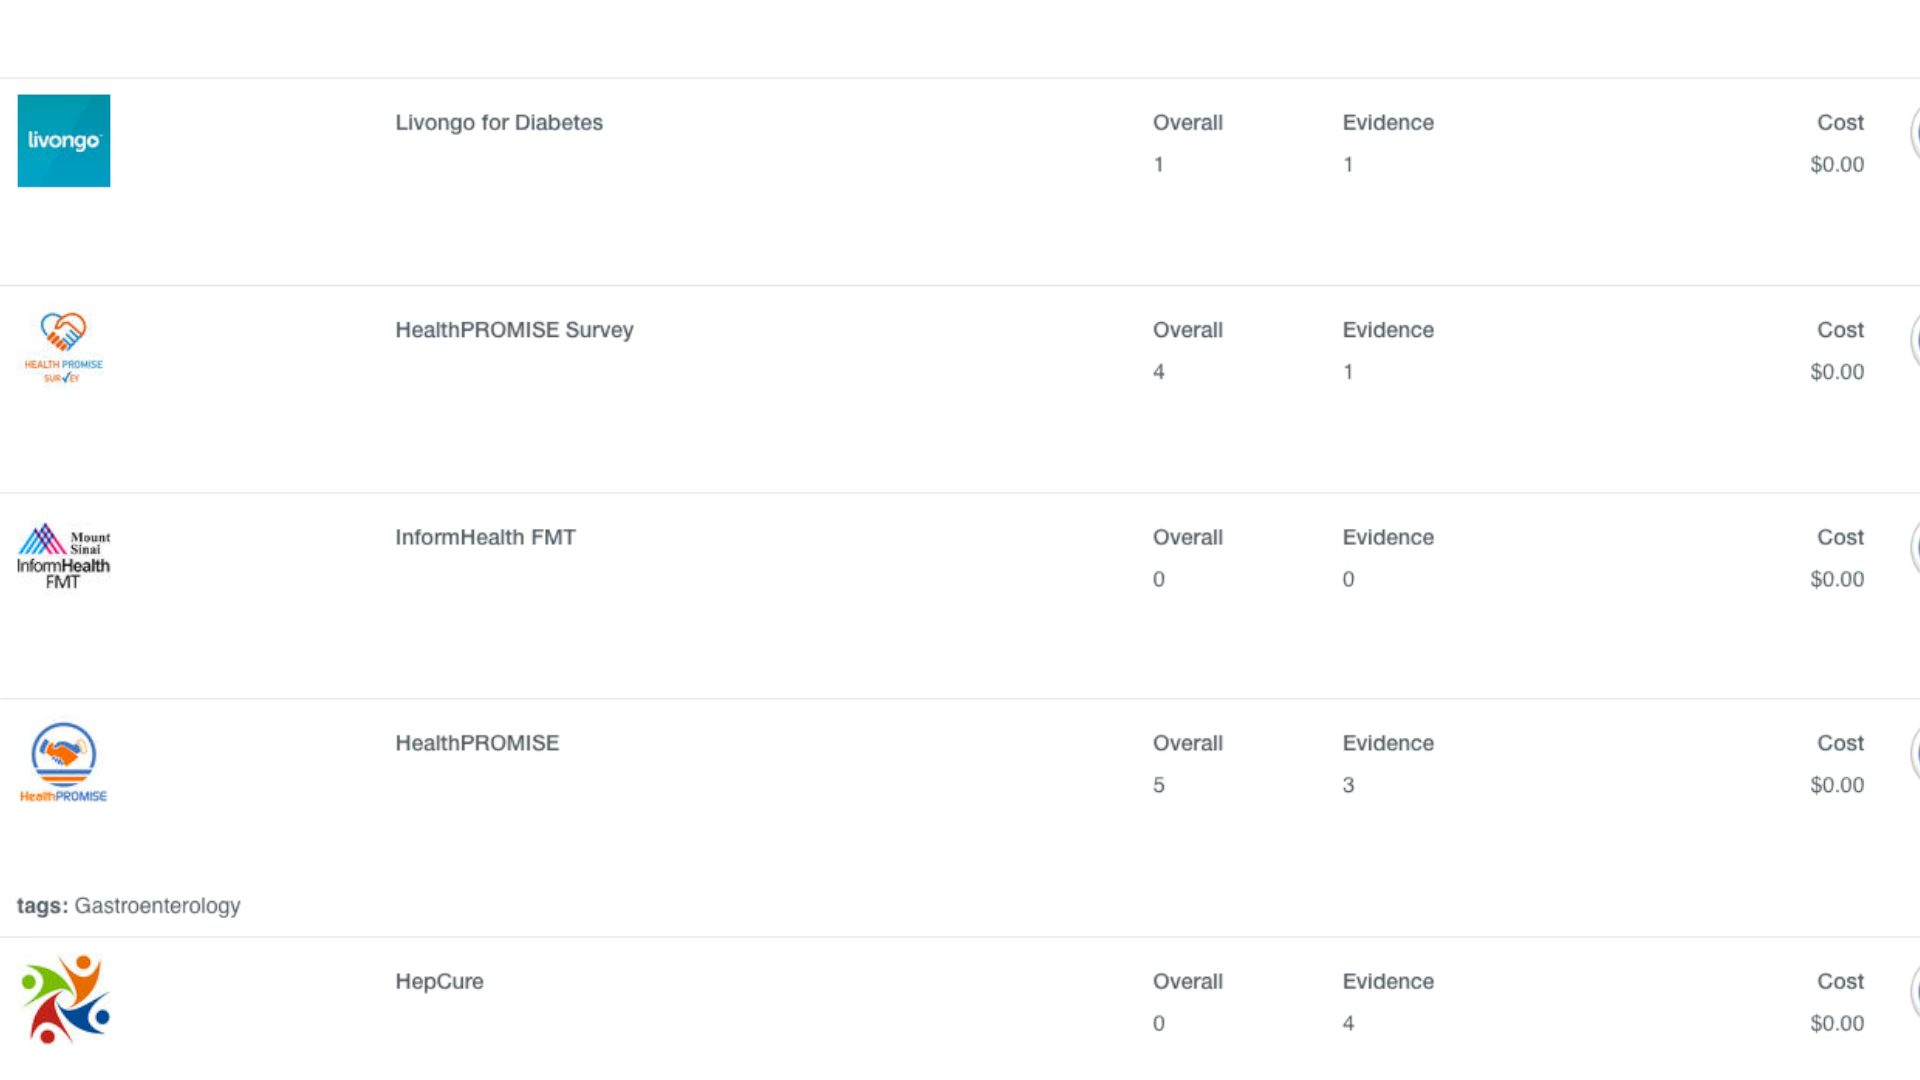 livongo
Livongo for Diabetes
Overall
Evidence
Cost
1
1
$0.00
HEALTH PROMISE
SURVEY
HealthPROMISE Survey
Overall
Evidence
Cost
4
1
$0.00
Mount
Sinai
InformHealth
FMT
InformHealth FMT
Overall
Evidence
Cost
0
0
$0.00
HealthPROMISE
HealthPROMISE
Overall
Evidence
Cost
5
3
$0.00
tags: Gastroenterology
HepCure
Overall
Evidence
Cost
0
4
$0.00